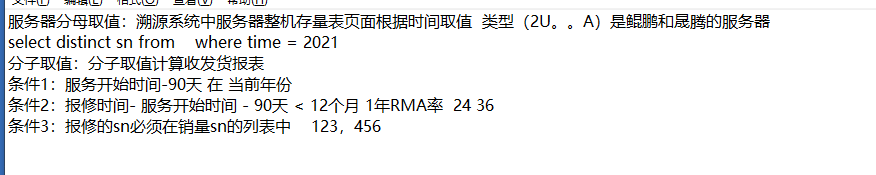 服务器分母取值：溯源系统中服务器整机存量表页面根据时间取值  类型（2U。。A）是鲲鹏和晟腾的服务器
select distinct sn from    where time = 2021
分子取值：分子取值计算收发货报表
条件1：服务开始时间-90天 在 当前年份
条件2：报修时间- 服务开始时间 - 90天 < 12个月 1年RMA率  24 36
条件3：报修的sn必须在销量sn的列表中    123，456